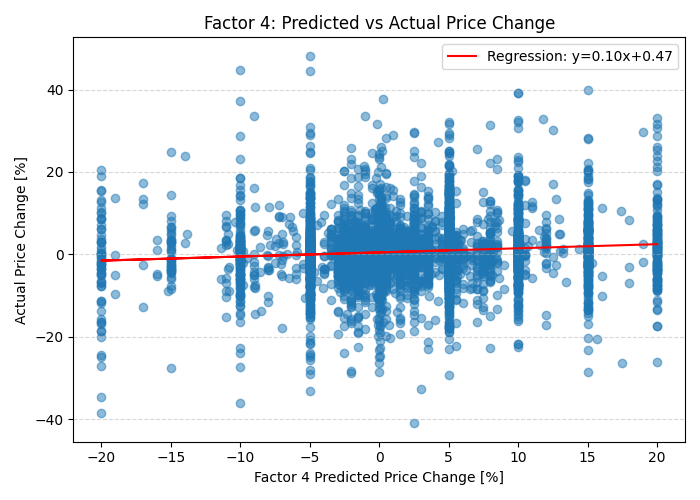 Factor 4: Predicted vs Actual Price Change
Regression: y=0.10x+0.47
Actual Price Change [%]
40
20
0
−20
−40
−20 −15 −10 −5 0 5 10 15 20
Factor 4 Predicted Price Change [%]